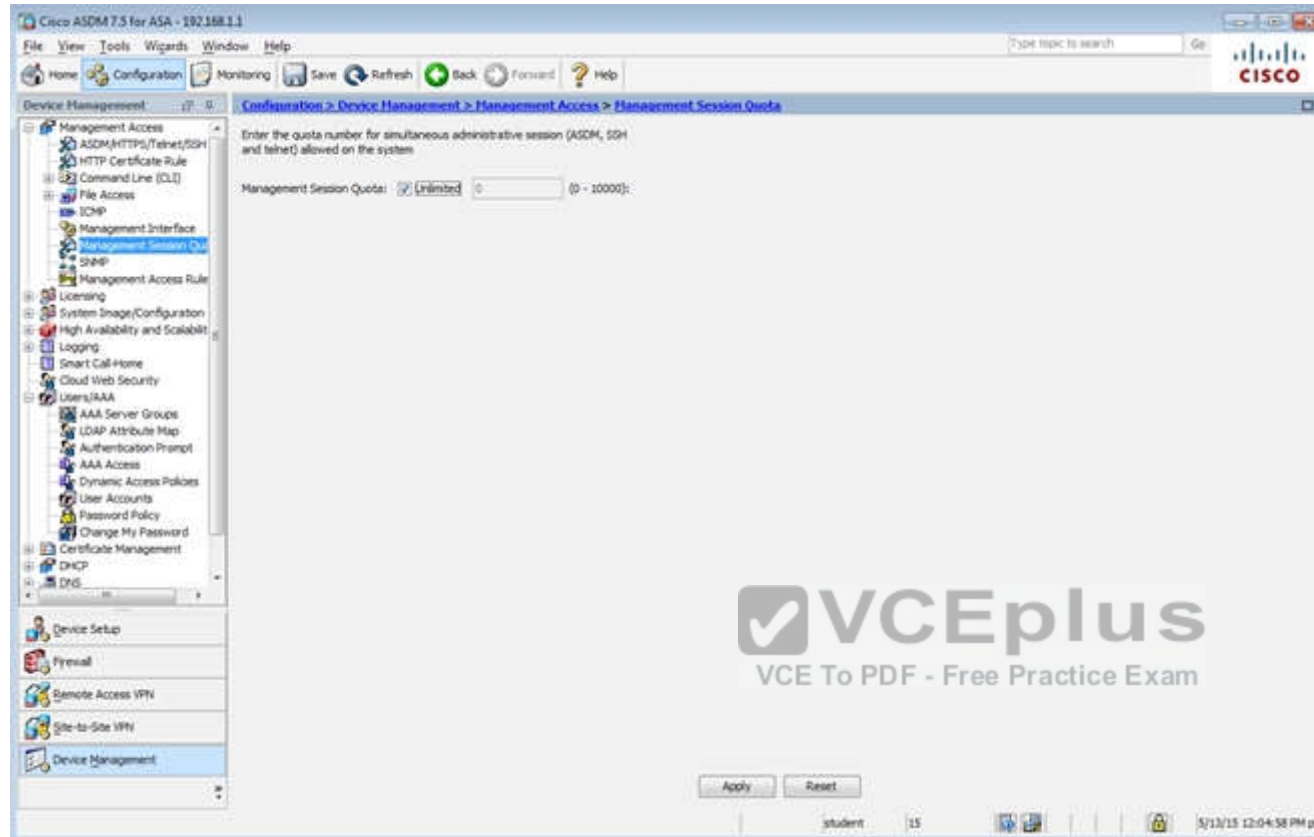 Cisco ASDM 7.5 for ASA - 192.168.1.1
File View Tools Wizards Window Help
Type topic to search Go
Home Configuration Monitoring Save Refresh Back Forward Help
CISCO
Device Management
Configuration > Device Management > Management Access > Management Session Quota
Management Access
ASDM/HTTPS/Telnet/SSH
HTTP Certificate Rule
Command Line (CLI)
File Access
ICMP
Management Interface
Management Session Quo
SNMP
Management Access Rule
Licensing
System Image/Configuration
High Availability and Scalabilit
Logging
Smart Call-Home
Cloud Web Security
Users/AAA
AAA Server Groups
LDAP Attribute Map
Authentication Prompt
AAA Access
Dynamic Access Policies
User Accounts
Password Policy
Change My Password
Certificate Management
DHCP
DNS
Device Setup
Firewall
Remote Access VPN
Site-to-Site VPN
Device Management
Enter the quota number for simultaneous administrative session (ASDM, SSH
and telnet) allowed on the system
Management Session Quota: Unlimited 0 (0 - 10000):
VCEplus
VCE To PDF - Free Practice Exam
Apply Reset
student 15 5/13/15 12:04:58 PM